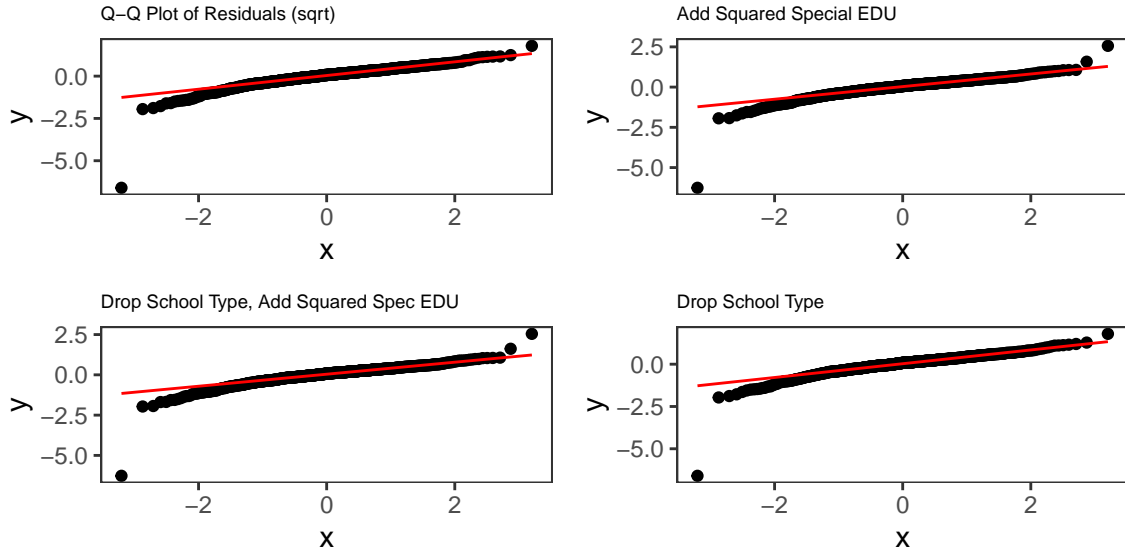 Q−Q Plot of Residuals (sqrt)
0.0
−2.5
−5.0
y
−2
0
2
x
Add Squared Special EDU
2.5
0.0
−2.5
−5.0
y
−2
0
2
x
Drop School Type, Add Squared Spec EDU
2.5
0.0
−2.5
−5.0
y
−2
0
2
x
Drop School Type
0.0
−2.5
−5.0
y
−2
0
2
x